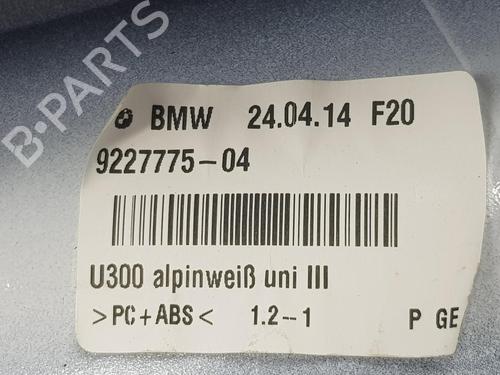 B-PARTS
BMW 24.04.14 F20
9227775-04
U300 alpinweiß uni III
>PC+ABS< 1.2--1 P GE